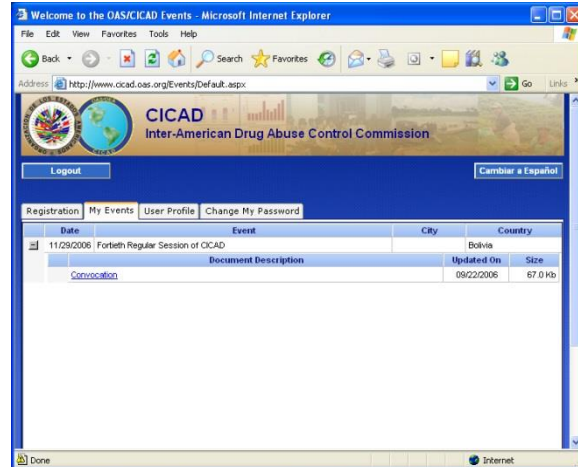 Welcome to the OAS/CICAD Events - Microsoft Internet Explorer
File Edit View Favorites Tools Help
Back Search Favorites
Address http://www.cicad.oas.org/Events/Default.aspx Go Links
CICAD
Inter-American Drug Abuse Control Commission
Logout Cambiar a Español
Registration My Events User Profile Change My Password
Date Event City Country
11/29/2006 Fortieth Regular Session of CICAD Bolivia
Document Description Updated On Size
Convocation 09/22/2006 67.0 Kb
Done Internet